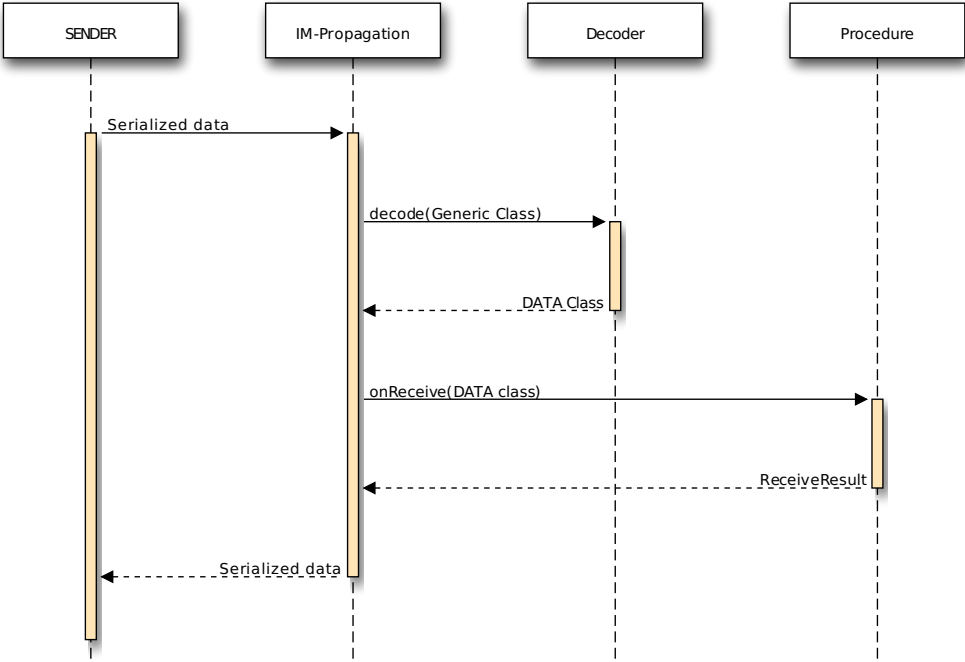 SENDER
IM-Propagation
Decoder
Procedure
Serialized data
decode(Generic Class)
DATA Class
onReceive(DATA class)
ReceiveResult
Serialized data